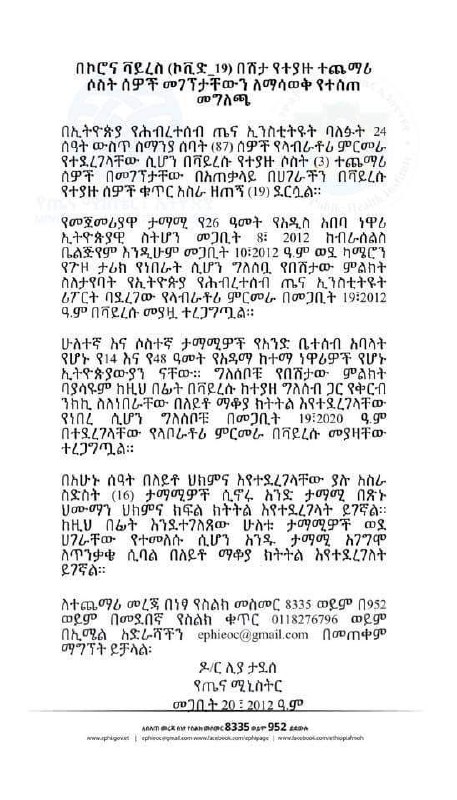 በኮሮና ቫይረስ (ኮቪድ_19) በሽታ የተያዙ ተጨማሪ
ሶስት ሰዎች መገኘታቸውን ለማሳወቅ የተሰጠ
መግለጫ
በኢትዮጵያ የሕብረተሰብ ጤና ኢንስቲትዩት ባለፉት 24
ሰዓት ውስጥ ሰማንያ ሰባት (87) ሰዎች የላብራቶሪ ምርመራ
የተደረገላቸው ሲሆን በቫይረሱ የተያዙ ሶስት (3) ተጨማሪ
ሰዎች በመገኘታቸው በአጠቃላይ በሀገራችን በቫይረሱ
የተያዙ ሰዎች ቁጥር አስራ ዘጠኝ (19) ደርሷል።
የመጀመሪያዋ ታማሚ የ26 ዓመት የአዲስ አበባ ነዋሪ
ኢትዮጵያዊ ስትሆን መጋቢት 8፣ 2012 ከብራሰልስ
ቤልጅየም እንዲሁም መጋቢት 10፣2012 ዓ.ም ወደ ካሜሮን
የጉዞ ታሪክ የነበራት ሲሆን ግለሰቧ የበሽታው ምልክት
ስለታየባት የኢትዮጵያ የሕብረተሰብ ጤና ኢንስቲትዩት
ሪፖርት ባደረገው የላብራቶሪ ምርመራ በመጋቢት 19፣2012
ዓ.ም በቫይረሱ መያዟ ተረጋግጧል።
ሁለተኛ እና ሶስተኛ ታማሚዎች የአንድ ቤተሰብ አባላት
የሆኑ የ14 እና የ48 ዓመት የአዳማ ከተማ ነዋሪዎች የሆኑ
ኢትዮጵያውያን ናቸው። ግለሰቦቹ የበሽታው ምልክት
ባያሳዩም ከዚህ በፊት በቫይረሱ ከተያዘ ግለሰብ ጋር የቀርብ
ንክኪ ስለነበራቸው በለይቶ ማቆያ ክትትል እየተደረገላቸው
የነበረ ሲሆን ግለሰቦቹ በመጋቢት 19፣2020 ዓ.ም
በተደረገላቸው የላቦራቶሪ ምርመራ በቫይረሱ መያዛቸው
ተረጋግጧል።
በአሁኑ ሰዓት በለይቶ ህክምና እየተደረገላቸው ያሉ አስራ
ስድስት (16) ታማሚዎች ሲኖሩ አንድ ታማሚ በጽኑ
ህሙማን ህክምና ክፍል ክትትል እየተደረገላት ይገኛል።
ከዚህ በፊት እንደተገለጸው ሁለቱ ታማሚዎች ወደ
ሀገራቸው የተመለሱ ሲሆን አንዱ ታማሚ አገግሞ
ለጥንቃቄ ሲባል በለይቶ ማቆያ ክትትል እየተደረገለት
ይገኛል።
ለተጨማሪ መረጃ በነፃ የስልክ መስመር 8335 ወይም በ952
ወይም በመደበኛ የስልክ ቁጥር 0118276796 ወይም
በኢሜል አድራሻችን ephieoc@gmail.com በመጠቀም
ማግኘት ይቻላል፡
ዶ/ር ሊያ ታደሰ
የጤና ሚኒስትር
መጋቢት 20 ፣ 2012 ዓ.ም
ለበለጠ መረጃ በነፃ የስልክ መስመር 8335 ወይም 952 ይደውሉ
www.ephi.gov.et | ephieoc@gmail.com www.facebook.com/ephipage | www.facebook.com/ethiopiafmoh